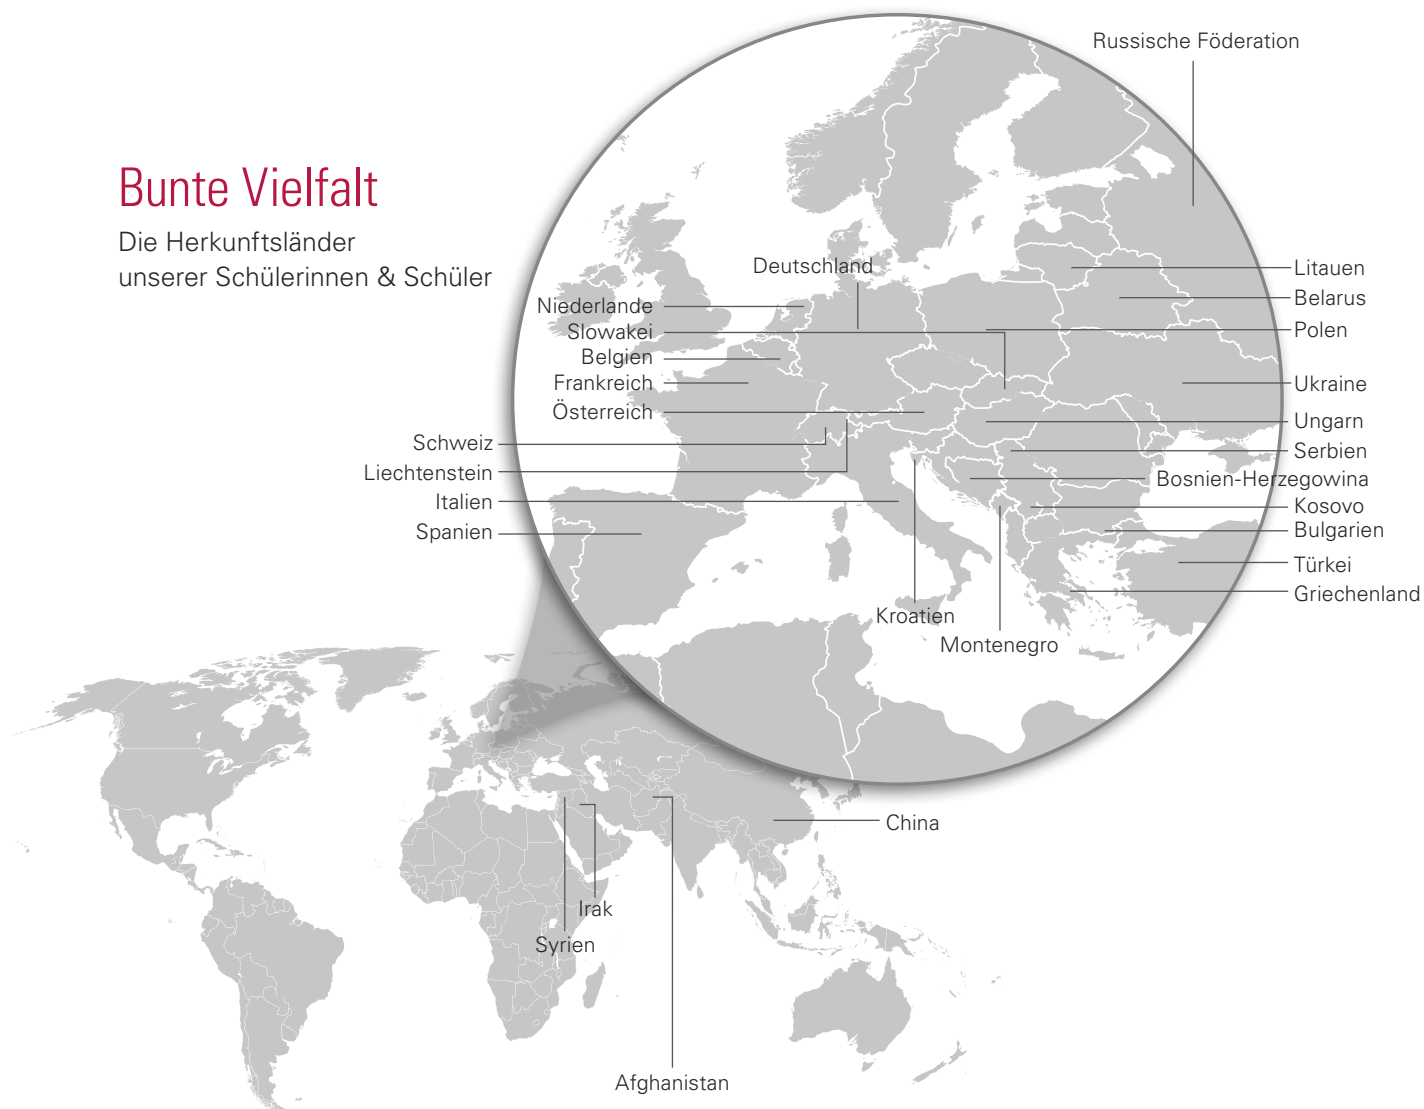 Russische Föderation
Bunte Vielfalt
Die Herkunftsländer
unserer Schülerinnen & Schüler
Deutschland
Niederlande
Slowakei
Belgien
Frankreich
Österreich
Schweiz
Liechtenstein
Italien
Spanien
Litauen
Belarus
Polen
Ukraine
Ungarn
Serbien
Bosnien-Herzegowina
Kosovo
Bulgarien
Türkei
Griechenland
Kroatien
Montenegro
China
Irak
Syrien
Afghanistan